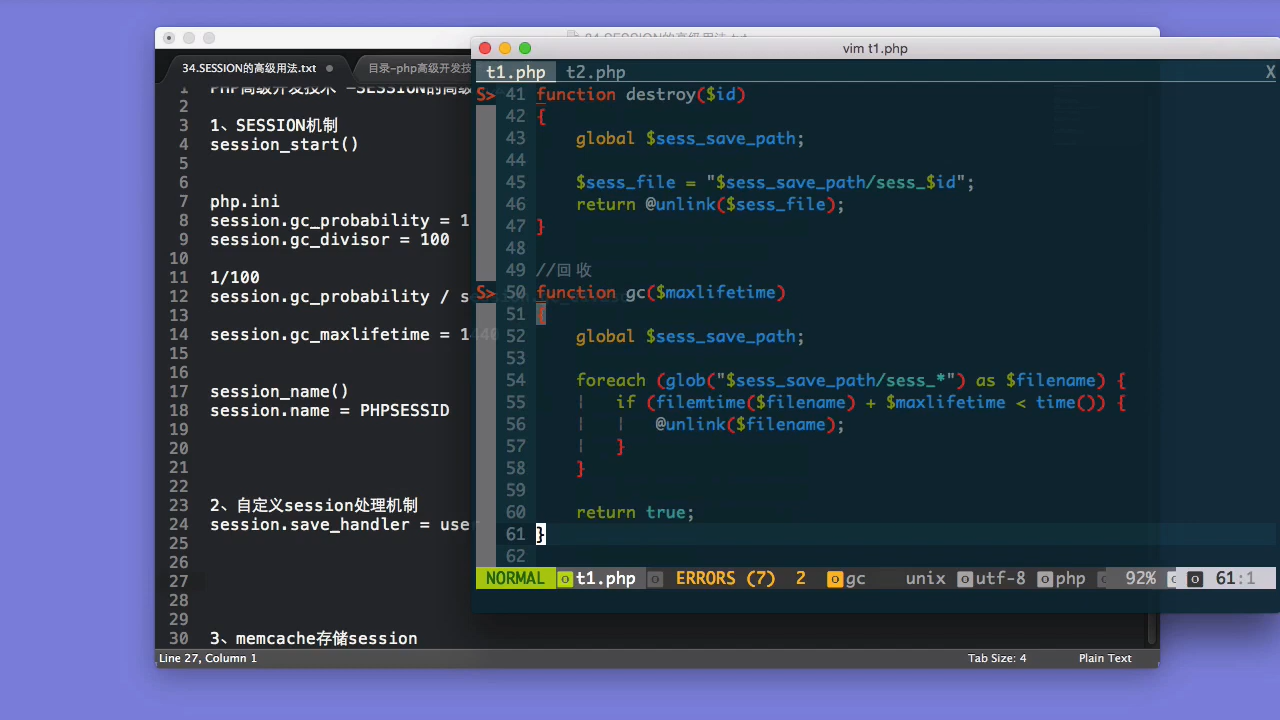 34.SESSION的高级用法.txt
目录-php高级开发技
1 PHP高级开发技术 -SESSION的高级
2
3 1、SESSION机制
4 session_start()
5
6
7 php.ini
8 session.gc_probability = 1
9 session.gc_divisor = 100
10
11 1/100
12 session.gc_probability / se
13
14 session.gc_maxlifetime = 1440
15
16
17 session_name()
18 session.name = PHPSESSID
19
20
21
22
23 2、自定义session处理机制
24 session.save_handler = user
25
26
27
28
29
30 3、memcache存储session
Line 27, Column 1
Tab Size: 4
Plain Text
vim t1.php
t1.php t2.php X
S> 41 function destroy($id)
42 {
43 global $sess_save_path;
44
45 $sess_file = "$sess_save_path/sess_$id";
46 return @unlink($sess_file);
47 }
48
49 //回收
S> 50 function gc($maxlifetime)
51 {
52 global $sess_save_path;
53
54 foreach (glob("$sess_save_path/sess_*") as $filename) {
55 if (filemtime($filename) + $maxlifetime < time()) {
56 @unlink($filename);
57 }
58 }
59
60 return true;
61 }
62
NORMAL t1.php ERRORS (7) 2 gc unix utf-8 php 92% 61:1